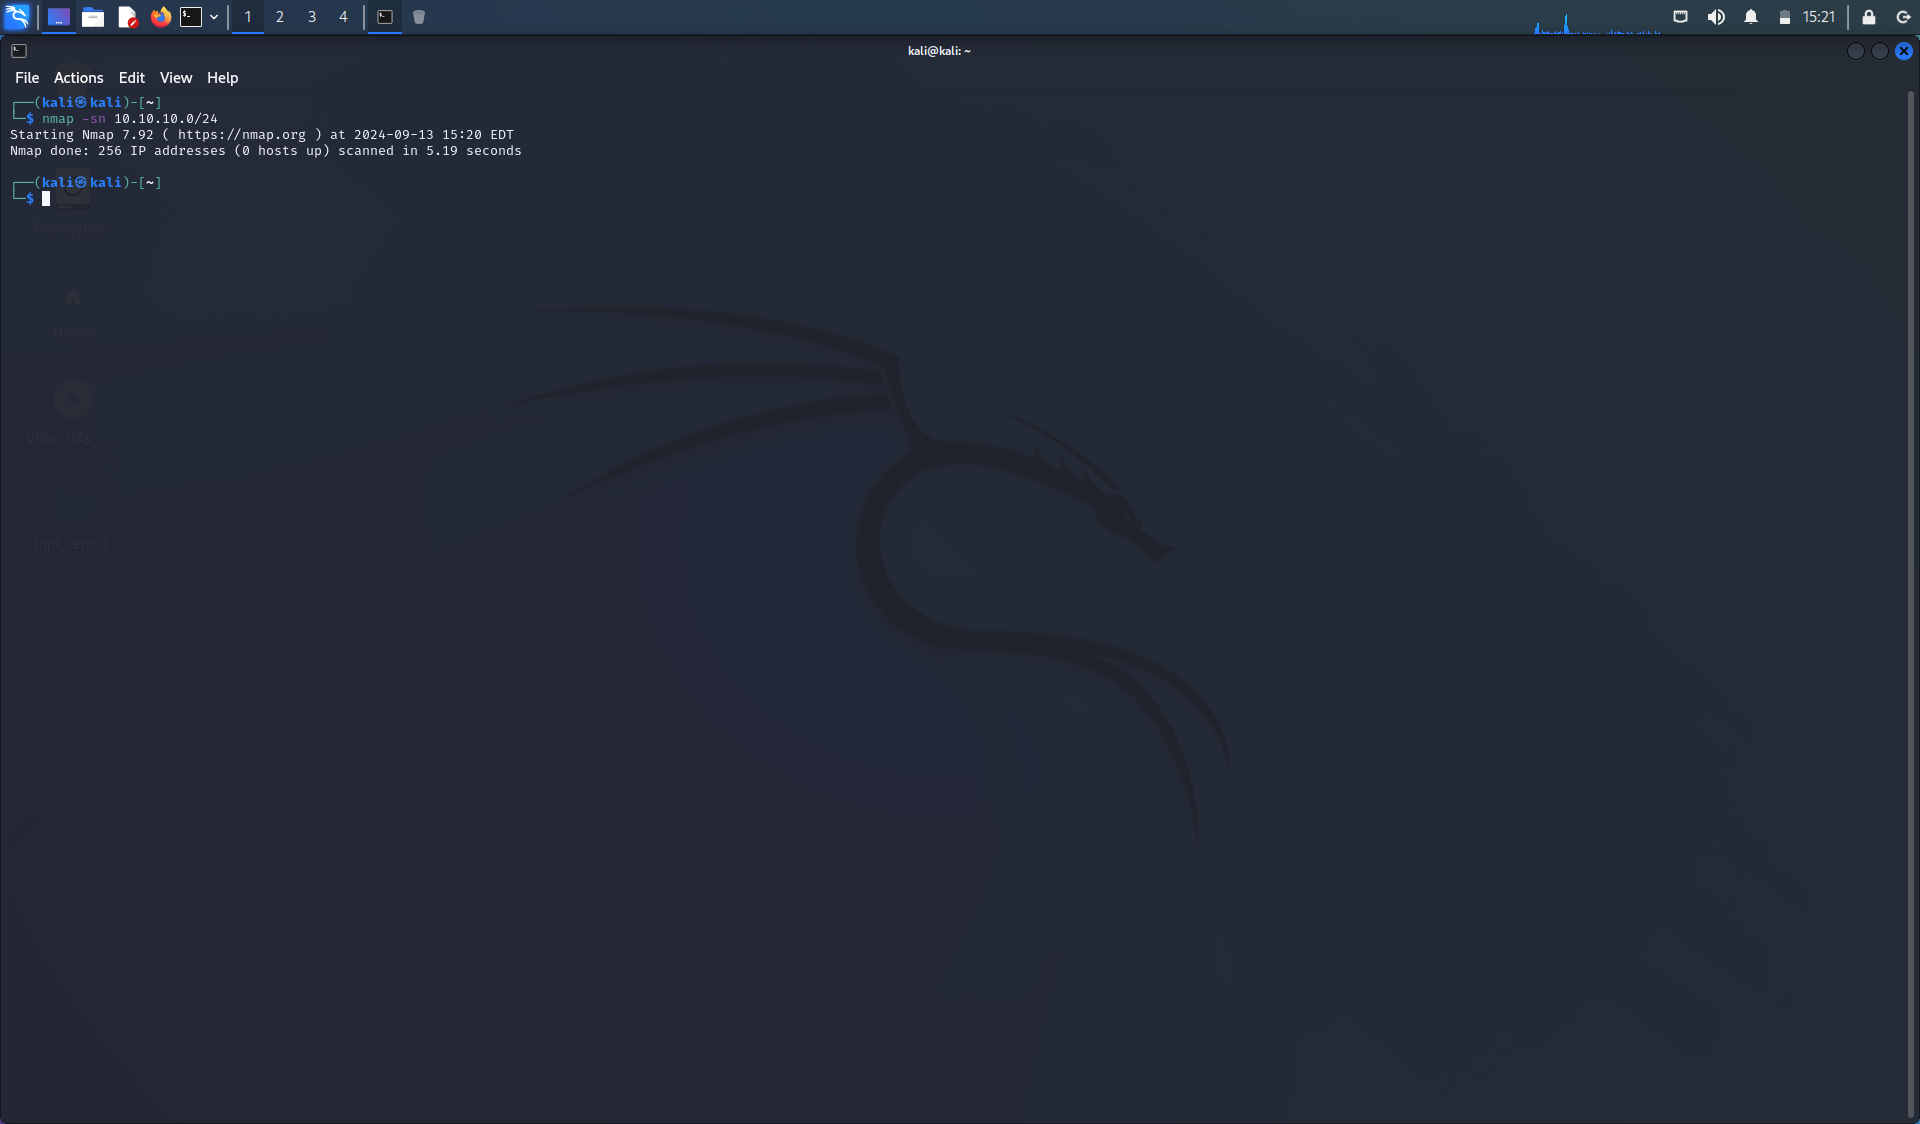 1 2 3 4 15:21
kali@kali: ~
File Actions Edit View Help
┌──(kali㉿kali)-[~]
└─$ nmap -sn 10.10.10.0/24
Starting Nmap 7.92 ( https://nmap.org ) at 2024-09-13 15:20 EDT
Nmap done: 256 IP addresses (0 hosts up) scanned in 5.19 seconds
┌──(kali㉿kali)-[~]
└─$
File System
Home
VBox_GAs_...
inpt_report